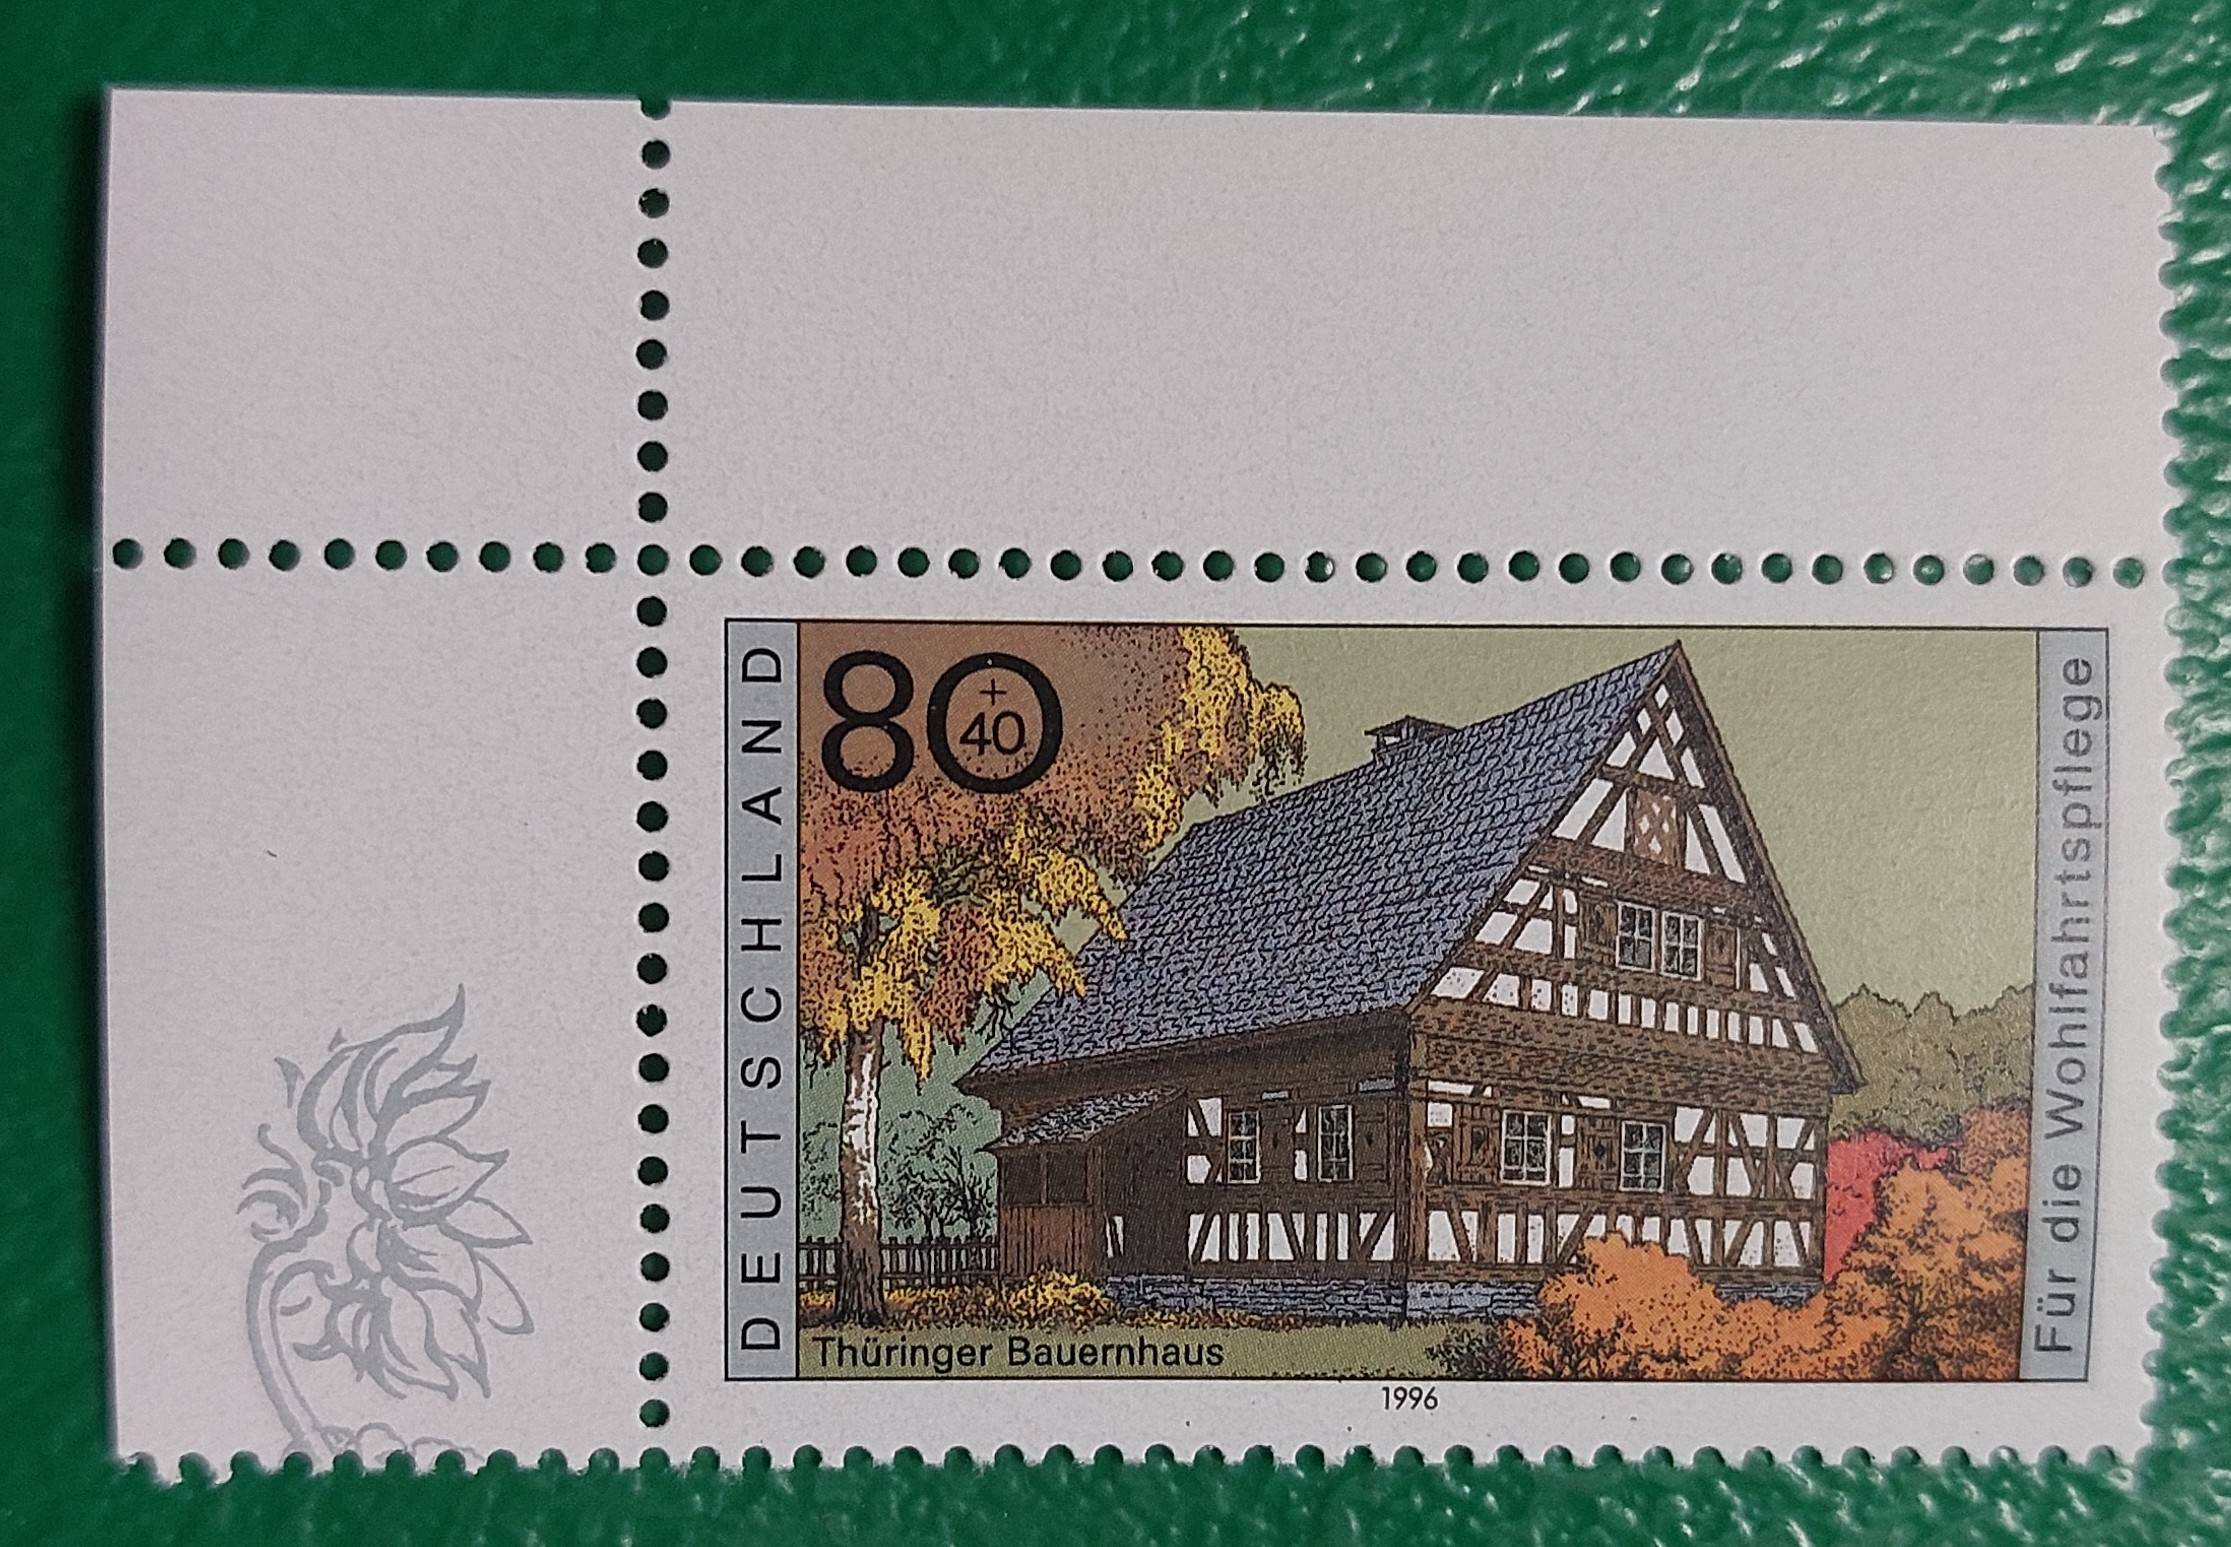 DEUTSCHLAND
80
+
40
Thüringer Bauernhaus
Für die Wohlfahrtspflege
1996